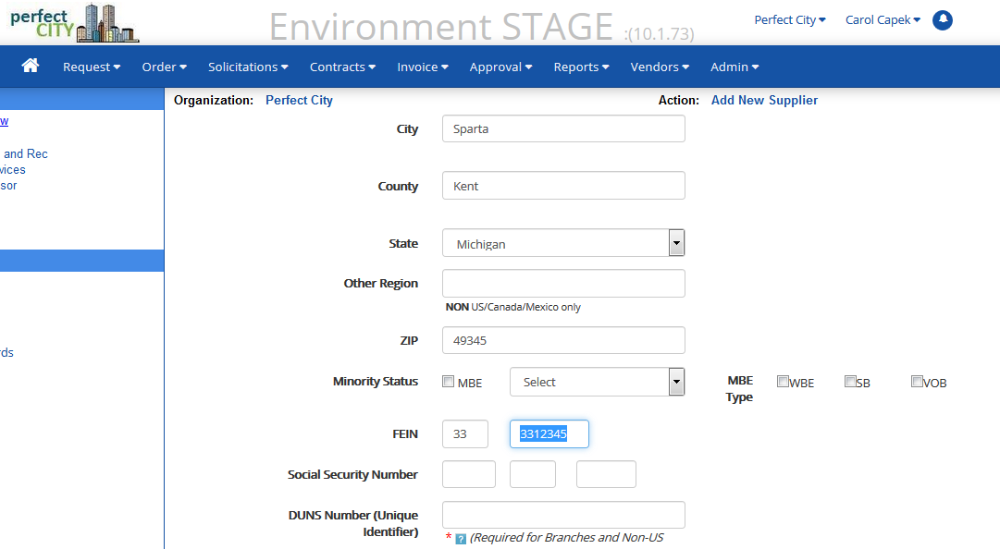 perfect CITY
Environment STAGE :(10.1.73)
Perfect City Carol Capek
Request Order Solicitations Contracts Invoice Approval Reports Vendors Admin
Organization: Perfect City Action: Add New Supplier
w
City Sparta
and Rec
vices
sor
County Kent
State Michigan
Other Region
NON US/Canada/Mexico only
ZIP 49345
rds
Minority Status MBE Select MBE Type WBE SB VOB
FEIN 33 3312345
Social Security Number
DUNS Number (Unique
Identifier)
* ? (Required for Branches and Non-US